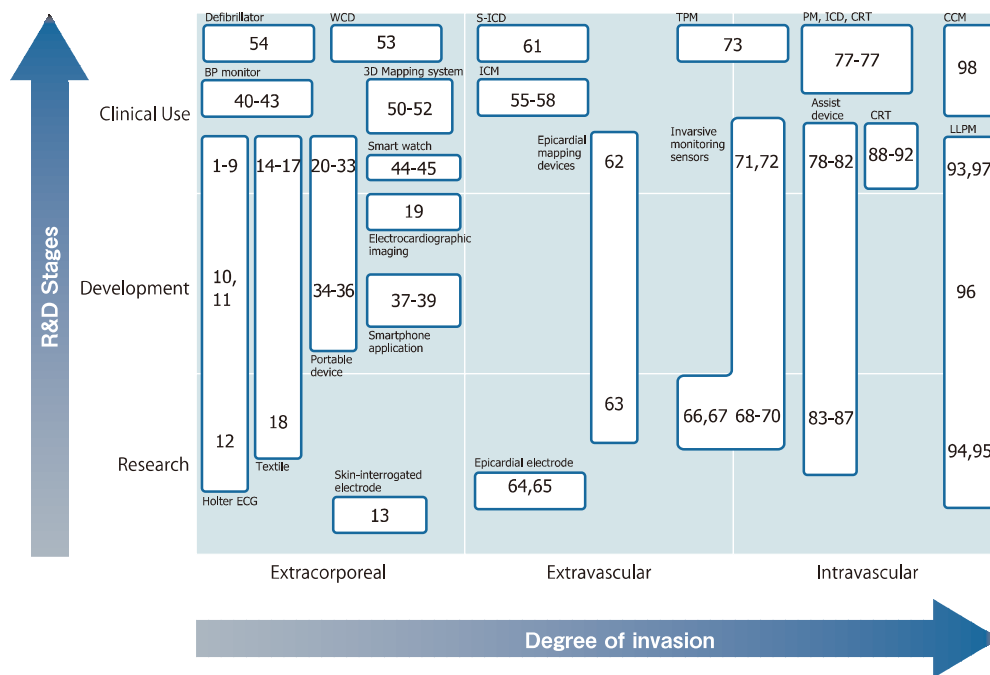 Defibrillator
54
WCD
53
S-ICD
61
TPM
73
PM, ICD, CRT
77-77
CCM
98
BP monitor
40-43
3D Mapping system
50-52
ICM
55-58
Clinical Use
Assist
device
CRT
88-92
LLPM
1-9
14-17
20-33
Smart watch
44-45
Epicardial
mapping
devices
62
Invarsive
monitoring
sensors
71,72
78-82
93,97
19
Electrocardiographic
imaging
R&D Stages
Development
10,
11
34-36
37-39
Smartphone
application
Portable
device
96
Research
12
Holter ECG
18
Textile
Skin-interrogated
electrode
13
Epicardial electrode
64,65
63
66,67
68-70
83-87
94,95
Extracorporeal
Extravascular
Intravascular
Degree of invasion